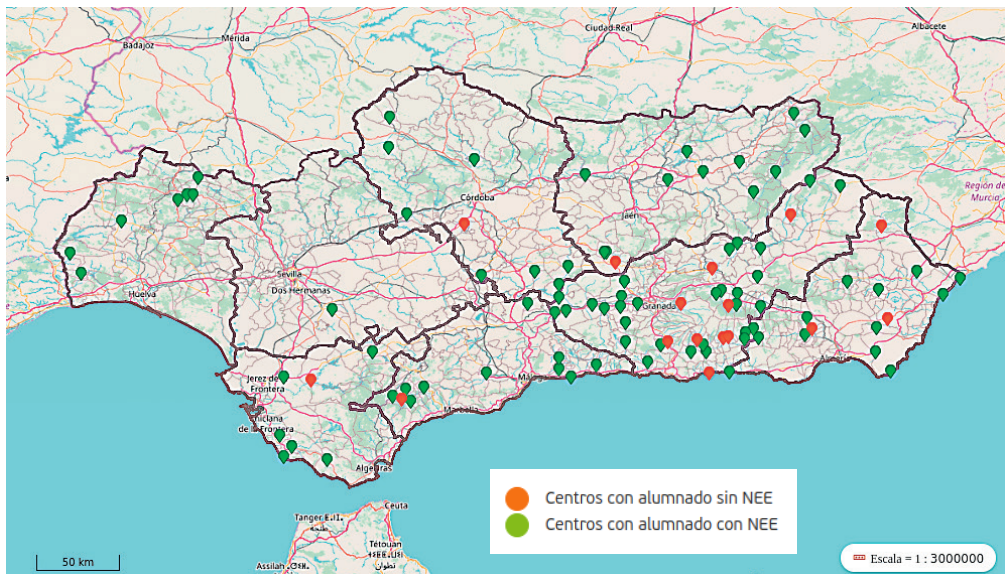 Ciudad Real
Albacete
Mérida
Badajoz
Región de
Murcia
Córdoba
Jaén
Sevilla
Dos Hermanas
Huelva
Granada
Jerez de
Frontera
Chiclana
de la Frontera
Marbella
Algeciras
Ceuta
Tanger
Tétouan
تطوان
Assilah
Centros con alumnado sin NEE
Centros con alumnado con NEE
50 km
Escala = 1 : 3000000